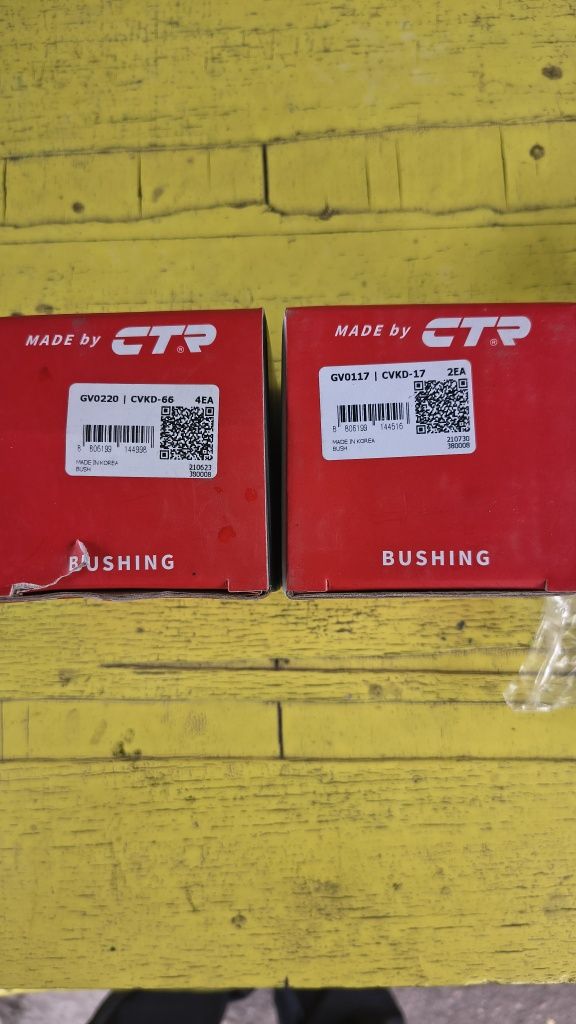 MADE by CTR®
GV0220 | CVKD-66 4EA
8 806199 144998
MADE IN KOREA
BUSH
210623
380008
BUSHING
MADE by CTR®
GV0117 | CVKD-17 2EA
8 806199 144516
MADE IN KOREA
BUSH
210730
380008
BUSHING